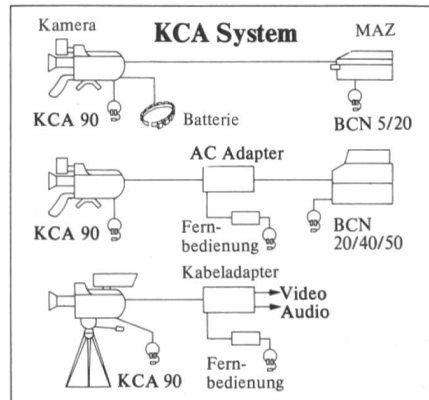 Kamera
KCA System
MAZ
KCA 90
Batterie
BCN 5/20
AC Adapter
KCA 90
Fern-
bedienung
BCN
20/40/50
Kabeladapter
Video
Audio
KCA 90
Fern-
bedienung